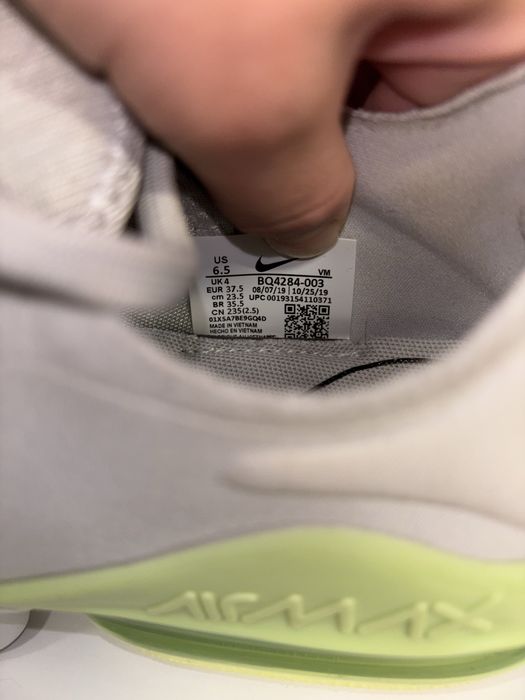 US
6.5
VM
UK 4 BQ4284-003
EUR 37.5 08/07/19 | 10/25/19
cm 23.5 UPC 00193154110371
BR 35.5
CN 235(2.5)
01XSA7BE9GQ4D
MADE IN VIETNAM
HECHO EN VIETNAM
AIR MAX